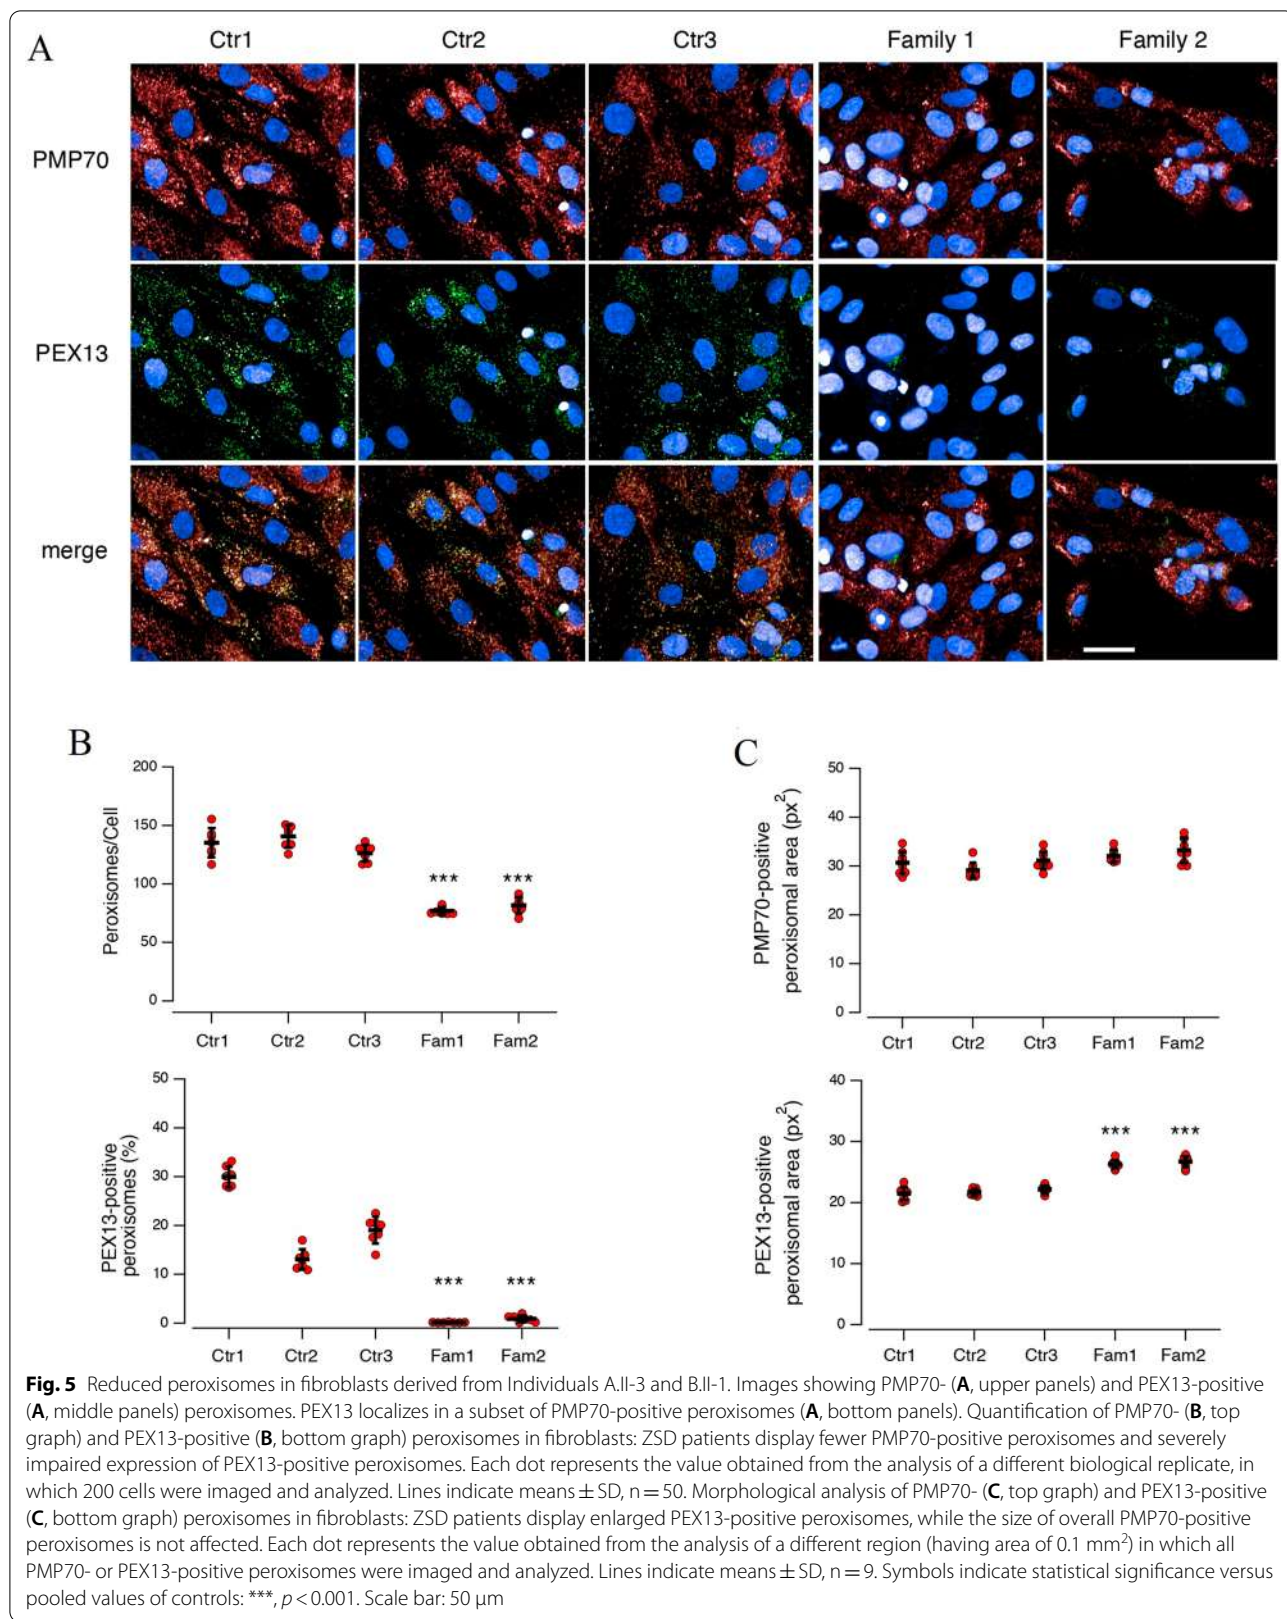 A
Ctr1 Ctr2 Ctr3 Family 1 Family 2
PMP70
PEX13
merge
B
Peroxisomes/Cell
200
150
100
50
0
*** ***
Ctr1 Ctr2 Ctr3 Fam1 Fam2
PEX13-positive
peroxisomes (%)
50
40
30
20
10
0
*** ***
Ctr1 Ctr2 Ctr3 Fam1 Fam2
C
PMP70-positive
peroxisomal area (px²)
50
40
30
20
10
0
Ctr1 Ctr2 Ctr3 Fam1 Fam2
PEX13-positive
peroxisomal area (px²)
40
30
20
10
0
*** ***
Ctr1 Ctr2 Ctr3 Fam1 Fam2
Fig. 5 Reduced peroxisomes in fibroblasts derived from Individuals A.II-3 and B.II-1. Images showing PMP70- (A, upper panels) and PEX13-positive
(A, middle panels) peroxisomes. PEX13 localizes in a subset of PMP70-positive peroxisomes (A, bottom panels). Quantification of PMP70- (B, top
graph) and PEX13-positive (B, bottom graph) peroxisomes in fibroblasts: ZSD patients display fewer PMP70-positive peroxisomes and severely
impaired expression of PEX13-positive peroxisomes. Each dot represents the value obtained from the analysis of a different biological replicate, in
which 200 cells were imaged and analyzed. Lines indicate means ± SD, n = 50. Morphological analysis of PMP70- (C, top graph) and PEX13-positive
(C, bottom graph) peroxisomes in fibroblasts: ZSD patients display enlarged PEX13-positive peroxisomes, while the size of overall PMP70-positive
peroxisomes is not affected. Each dot represents the value obtained from the analysis of a different region (having area of 0.1 mm²) in which all
PMP70- or PEX13-positive peroxisomes were imaged and analyzed. Lines indicate means ± SD, n = 9. Symbols indicate statistical significance versus
pooled values of controls: ***, p < 0.001. Scale bar: 50 µm